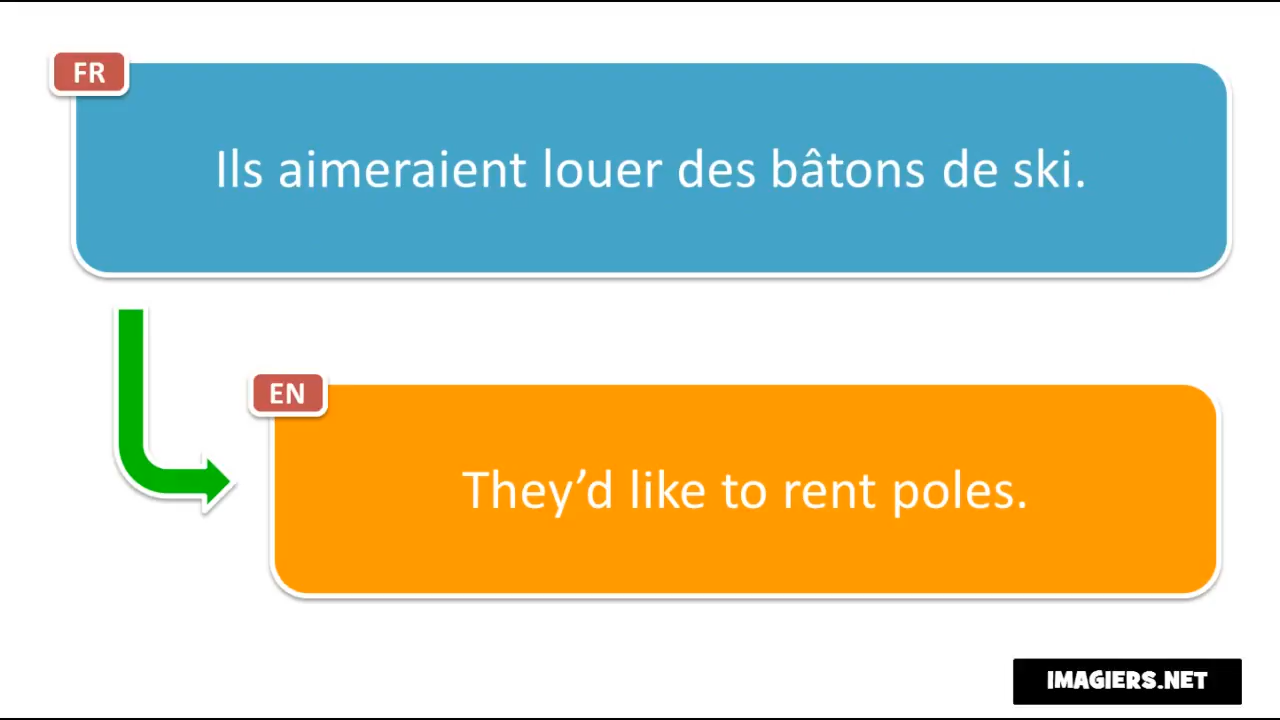 FR
Ils aimeraient louer des bâtons de ski.
EN
They’d like to rent poles.
IMAGIERS.NET